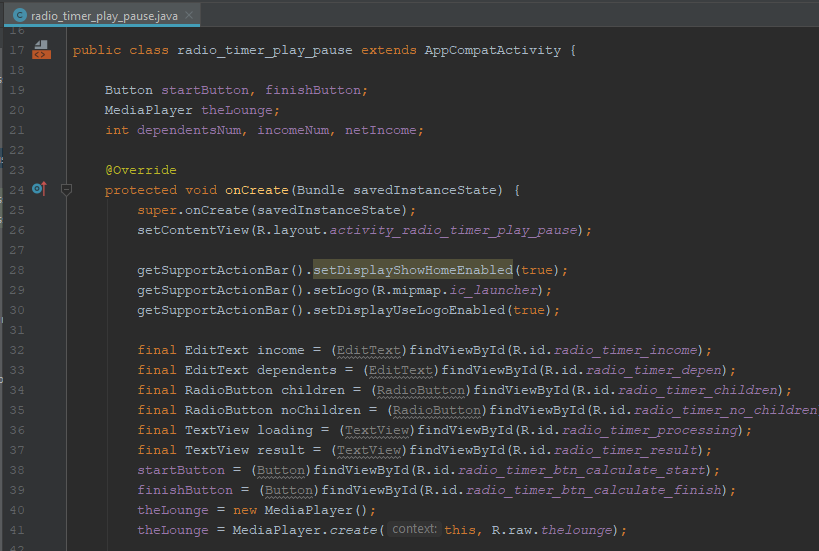 radio_timer_play_pause.java
16
17 public class radio_timer_play_pause extends AppCompatActivity {
18
19 Button startButton, finishButton;
20 MediaPlayer theLounge;
21 int dependentsNum, incomeNum, netIncome;
22
23 @Override
24 protected void onCreate(Bundle savedInstanceState) {
25 super.onCreate(savedInstanceState);
26 setContentView(R.layout.activity_radio_timer_play_pause);
27
28 getSupportActionBar().setDisplayShowHomeEnabled(true);
29 getSupportActionBar().setLogo(R.mipmap.ic_launcher);
30 getSupportActionBar().setDisplayUseLogoEnabled(true);
31
32 final EditText income = (EditText)findViewById(R.id.radio_timer_income);
33 final EditText dependents = (EditText)findViewById(R.id.radio_timer_depen);
34 final RadioButton children = (RadioButton)findViewById(R.id.radio_timer_children);
35 final RadioButton noChildren = (RadioButton)findViewById(R.id.radio_timer_no_children
36 final TextView loading = (TextView)findViewById(R.id.radio_timer_processing);
37 final TextView result = (TextView)findViewById(R.id.radio_timer_result);
38 startButton = (Button)findViewById(R.id.radio_timer_btn_calculate_start);
39 finishButton = (Button)findViewById(R.id.radio_timer_btn_calculate_finish);
40 theLounge = new MediaPlayer();
41 theLounge = MediaPlayer.create( context: this, R.raw.thelounge);